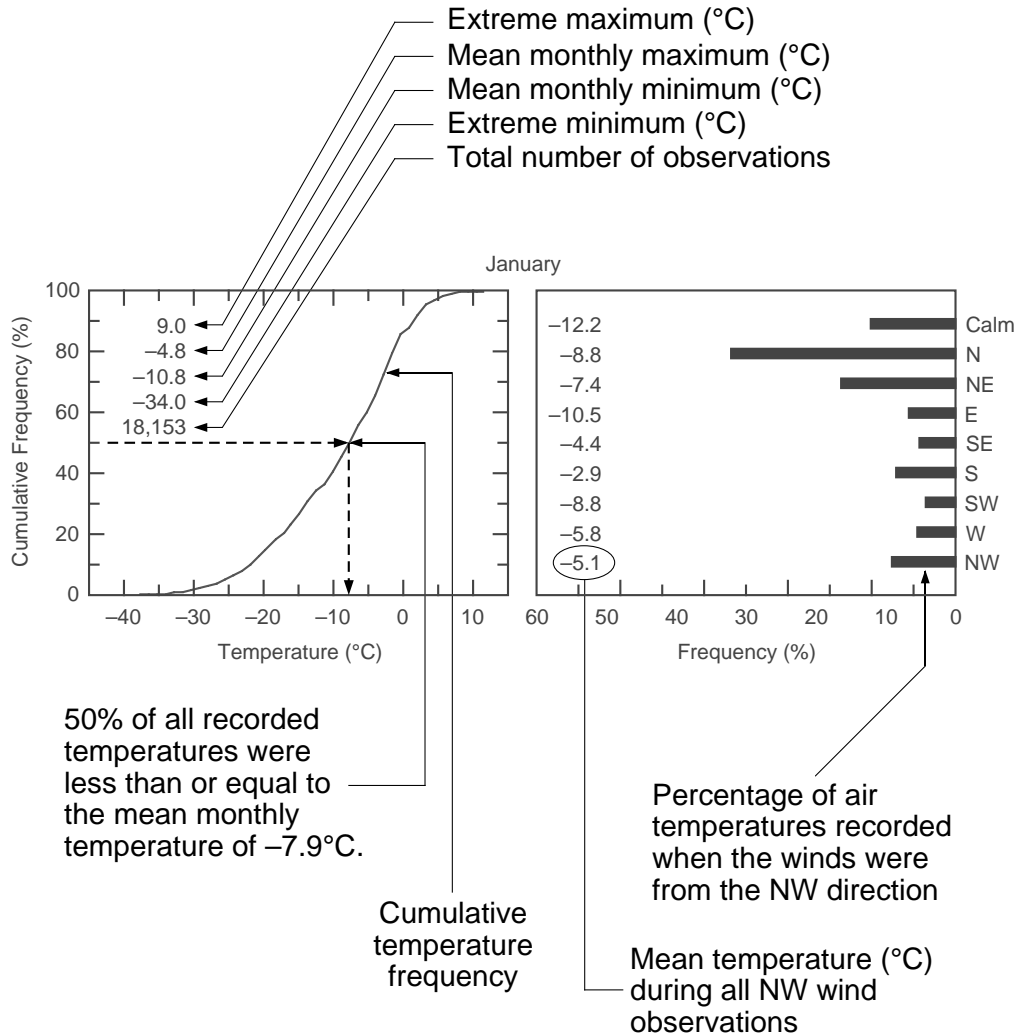 Extreme maximum (°C)
Mean monthly maximum (°C)
Mean monthly minimum (°C)
Extreme minimum (°C)
Total number of observations
January
Cumulative Frequency (%)
100
80
60
40
20
0
9.0
–4.8
–10.8
–34.0
18,153
–40
–30
–20
–10
0
10
Temperature (°C)
–12.2
–8.8
–7.4
–10.5
–4.4
–2.9
–8.8
–5.8
–5.1
Calm
N
NE
E
SE
S
SW
W
NW
60
50
40
30
20
10
0
Frequency (%)
50% of all recorded
temperatures were
less than or equal to
the mean monthly
temperature of –7.9°C.
Cumulative
temperature
frequency
Percentage of air
temperatures recorded
when the winds were
from the NW direction
Mean temperature (°C)
during all NW wind
observations